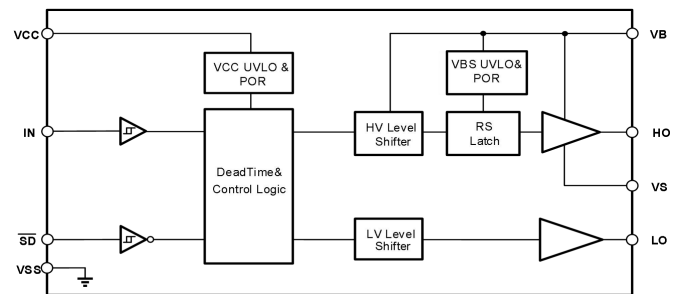 VCC
VB
VCC UVLO &
POR
VBS UVLO&
POR
IN
HV Level
Shifter
RS
Latch
HO
DeadTime&
Control Logic
VS
SD
LV Level
Shifter
LO
VSS